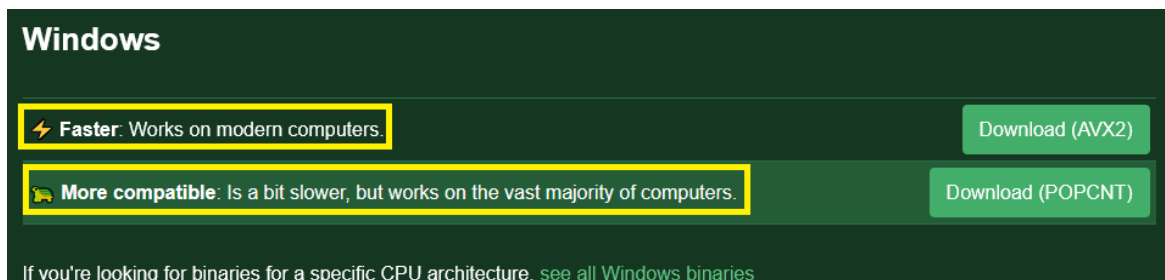 Windows
⚡ Faster: Works on modern computers.
Download (AVX2)
🐢 More compatible: Is a bit slower, but works on the vast majority of computers.
Download (POPCNT)
If you're looking for binaries for a specific CPU architecture, see all Windows binaries